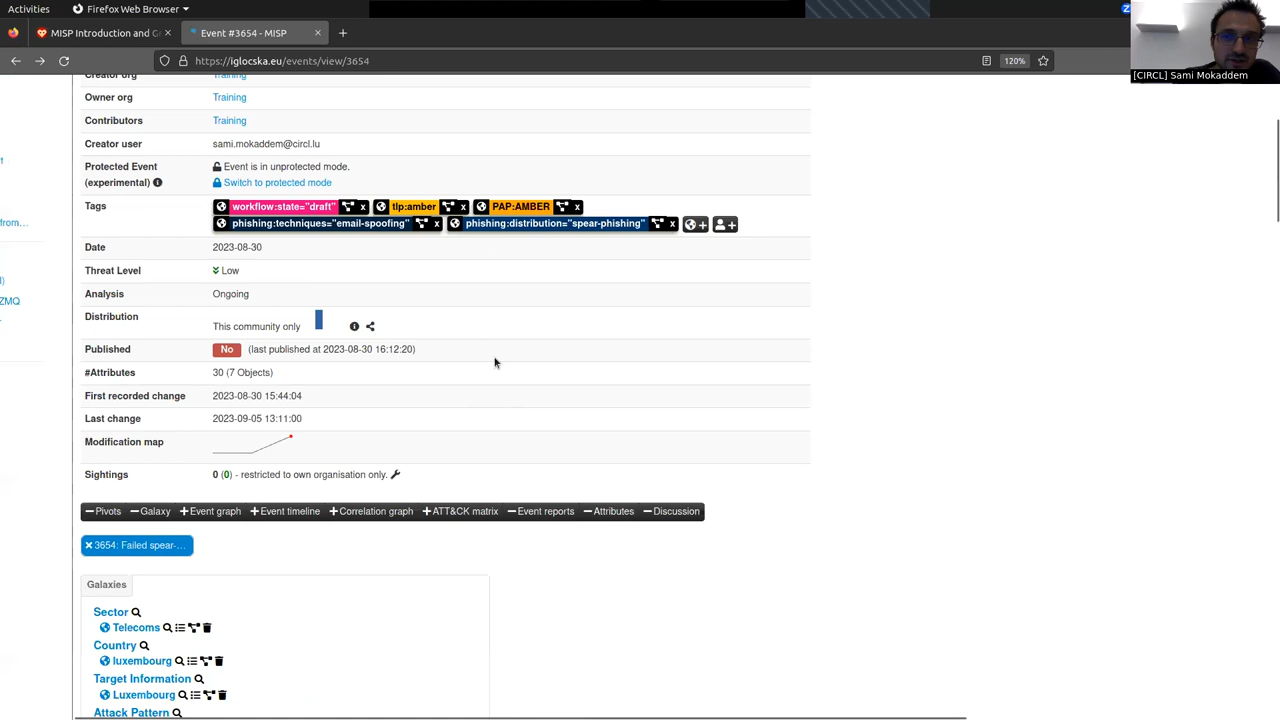 Activities
Firefox Web Browser
MISP Introduction and G
Event #3654 - MISP
https://iglocska.eu/events/view/3654
120%
[CIRCL] Sami Mokaddem
Creator org Training
Owner org Training
Contributors Training
Creator user sami.mokaddem@circl.lu
Protected Event (experimental) Event is in unprotected mode.
Switch to protected mode
Tags workflow:state="draft" x tlp:amber x PAP:AMBER x
phishing:techniques="email-spoofing" x phishing:distribution="spear-phishing" x + +
from...
Date 2023-08-30
Threat Level Low
)
Analysis Ongoing
ZMQ
Distribution This community only
Published No (last published at 2023-08-30 16:12:20)
#Attributes 30 (7 Objects)
First recorded change 2023-08-30 15:44:04
Last change 2023-09-05 13:11:00
Modification map
Sightings 0 (0) - restricted to own organisation only.
Pivots Galaxy Event graph Event timeline Correlation graph ATT&CK matrix Event reports Attributes Discussion
3654: Failed spear-...
Galaxies
Sector
Telecoms
Country
luxembourg
Target Information
Luxembourg
Attack Pattern